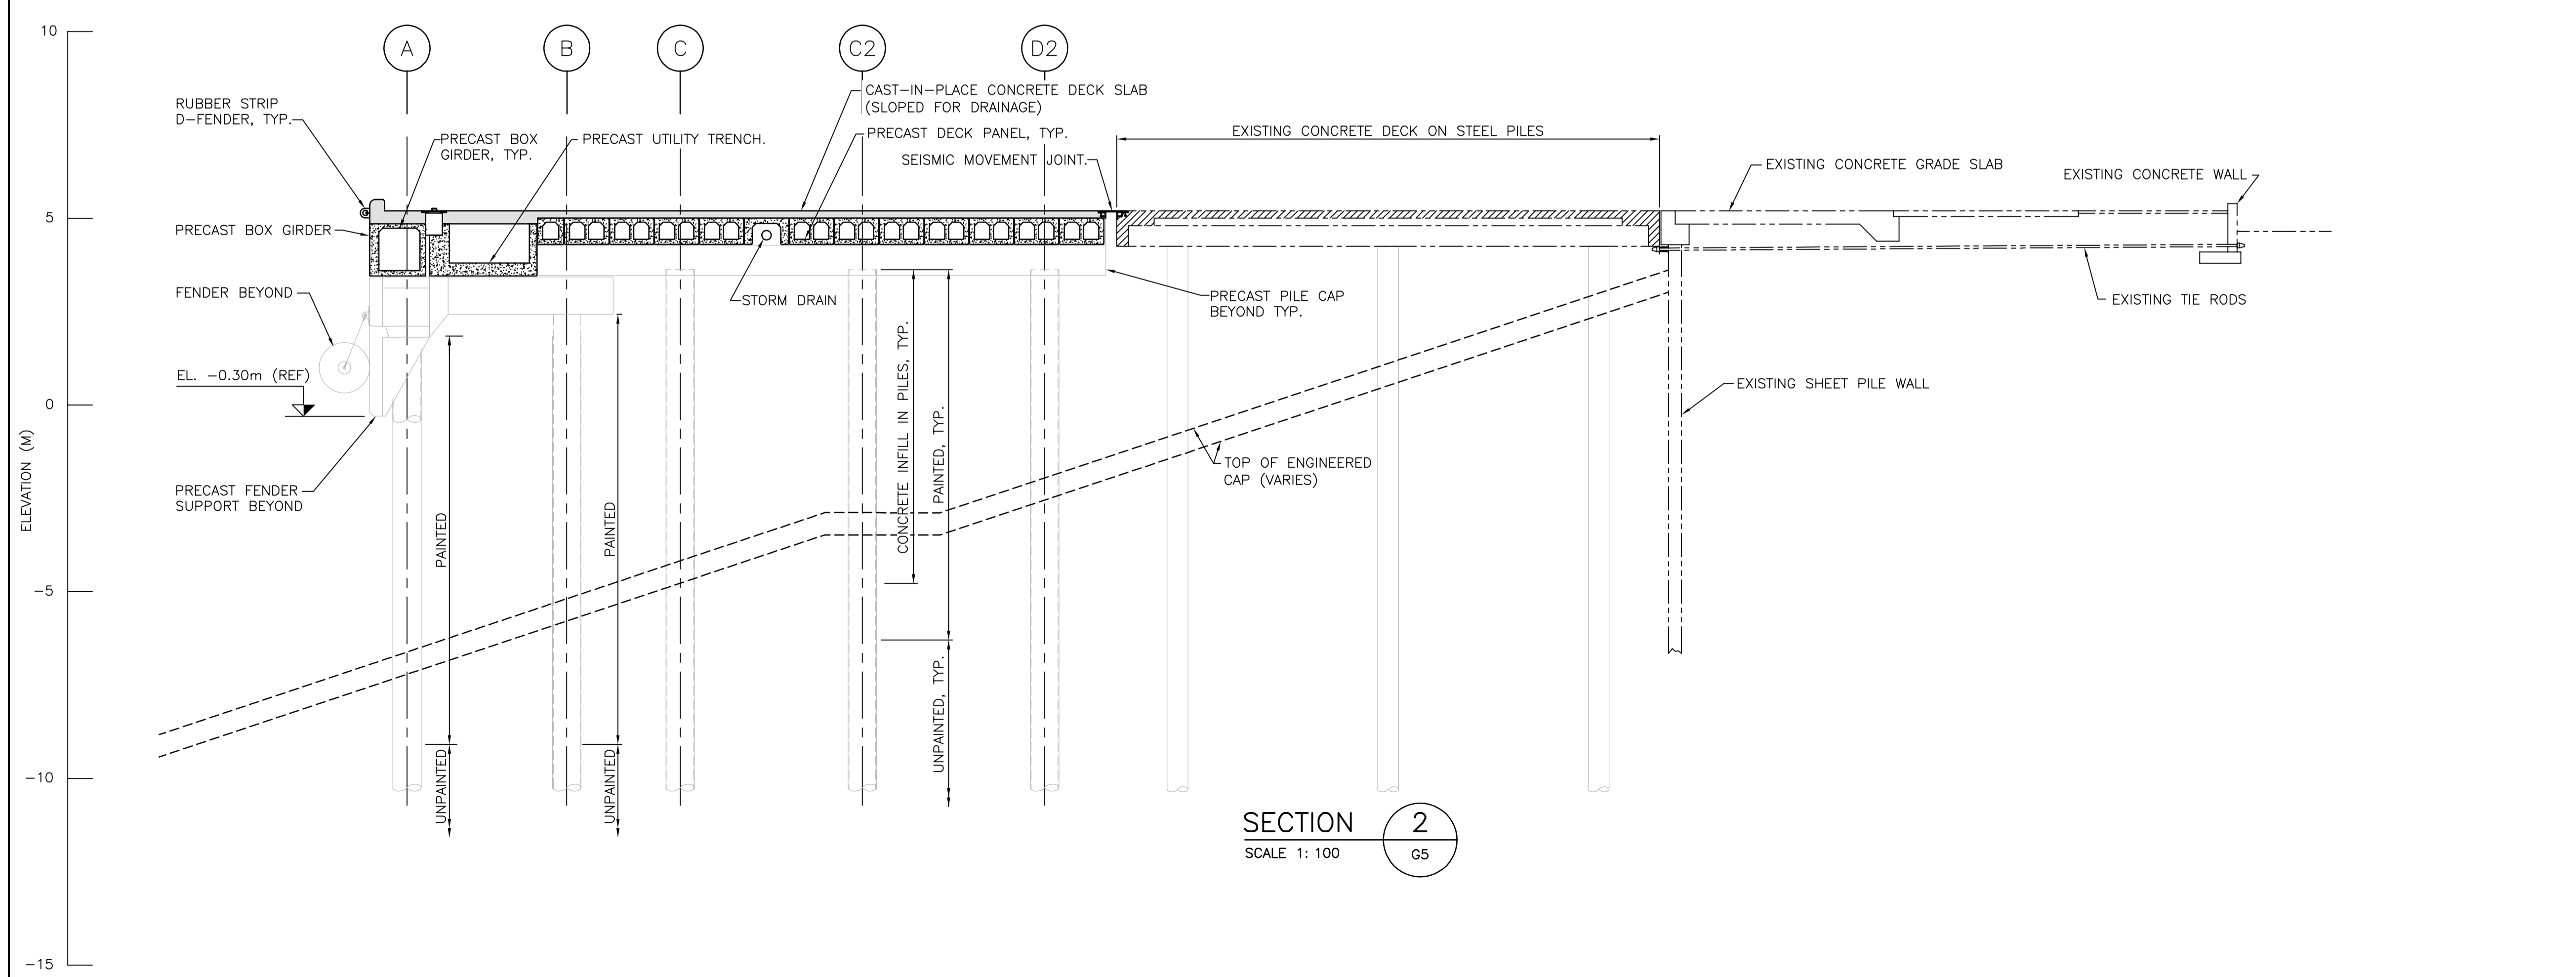 10
5
0
-5
-10
-15
ELEVATION (M)
A
B
C
C2
D2
RUBBER STRIP
D-FENDER, TYP.
PRECAST BOX
GIRDER, TYP.
PRECAST UTILITY TRENCH.
CAST-IN-PLACE CONCRETE DECK SLAB
(SLOPED FOR DRAINAGE)
PRECAST DECK PANEL, TYP.
SEISMIC MOVEMENT JOINT.
EXISTING CONCRETE DECK ON STEEL PILES
EXISTING CONCRETE GRADE SLAB
EXISTING CONCRETE WALL
PRECAST BOX GIRDER
FENDER BEYOND
EL. -0.30m (REF)
PRECAST FENDER
SUPPORT BEYOND
STORM DRAIN
PRECAST PILE CAP
BEYOND TYP.
EXISTING TIE RODS
EXISTING SHEET PILE WALL
TOP OF ENGINEERED
CAP (VARIES)
PAINTED
UNPAINTED
PAINTED
UNPAINTED
CONCRETE INFILL IN PILES, TYP.
PAINTED, TYP.
UNPAINTED, TYP.
SECTION
SCALE 1: 100
2
G5